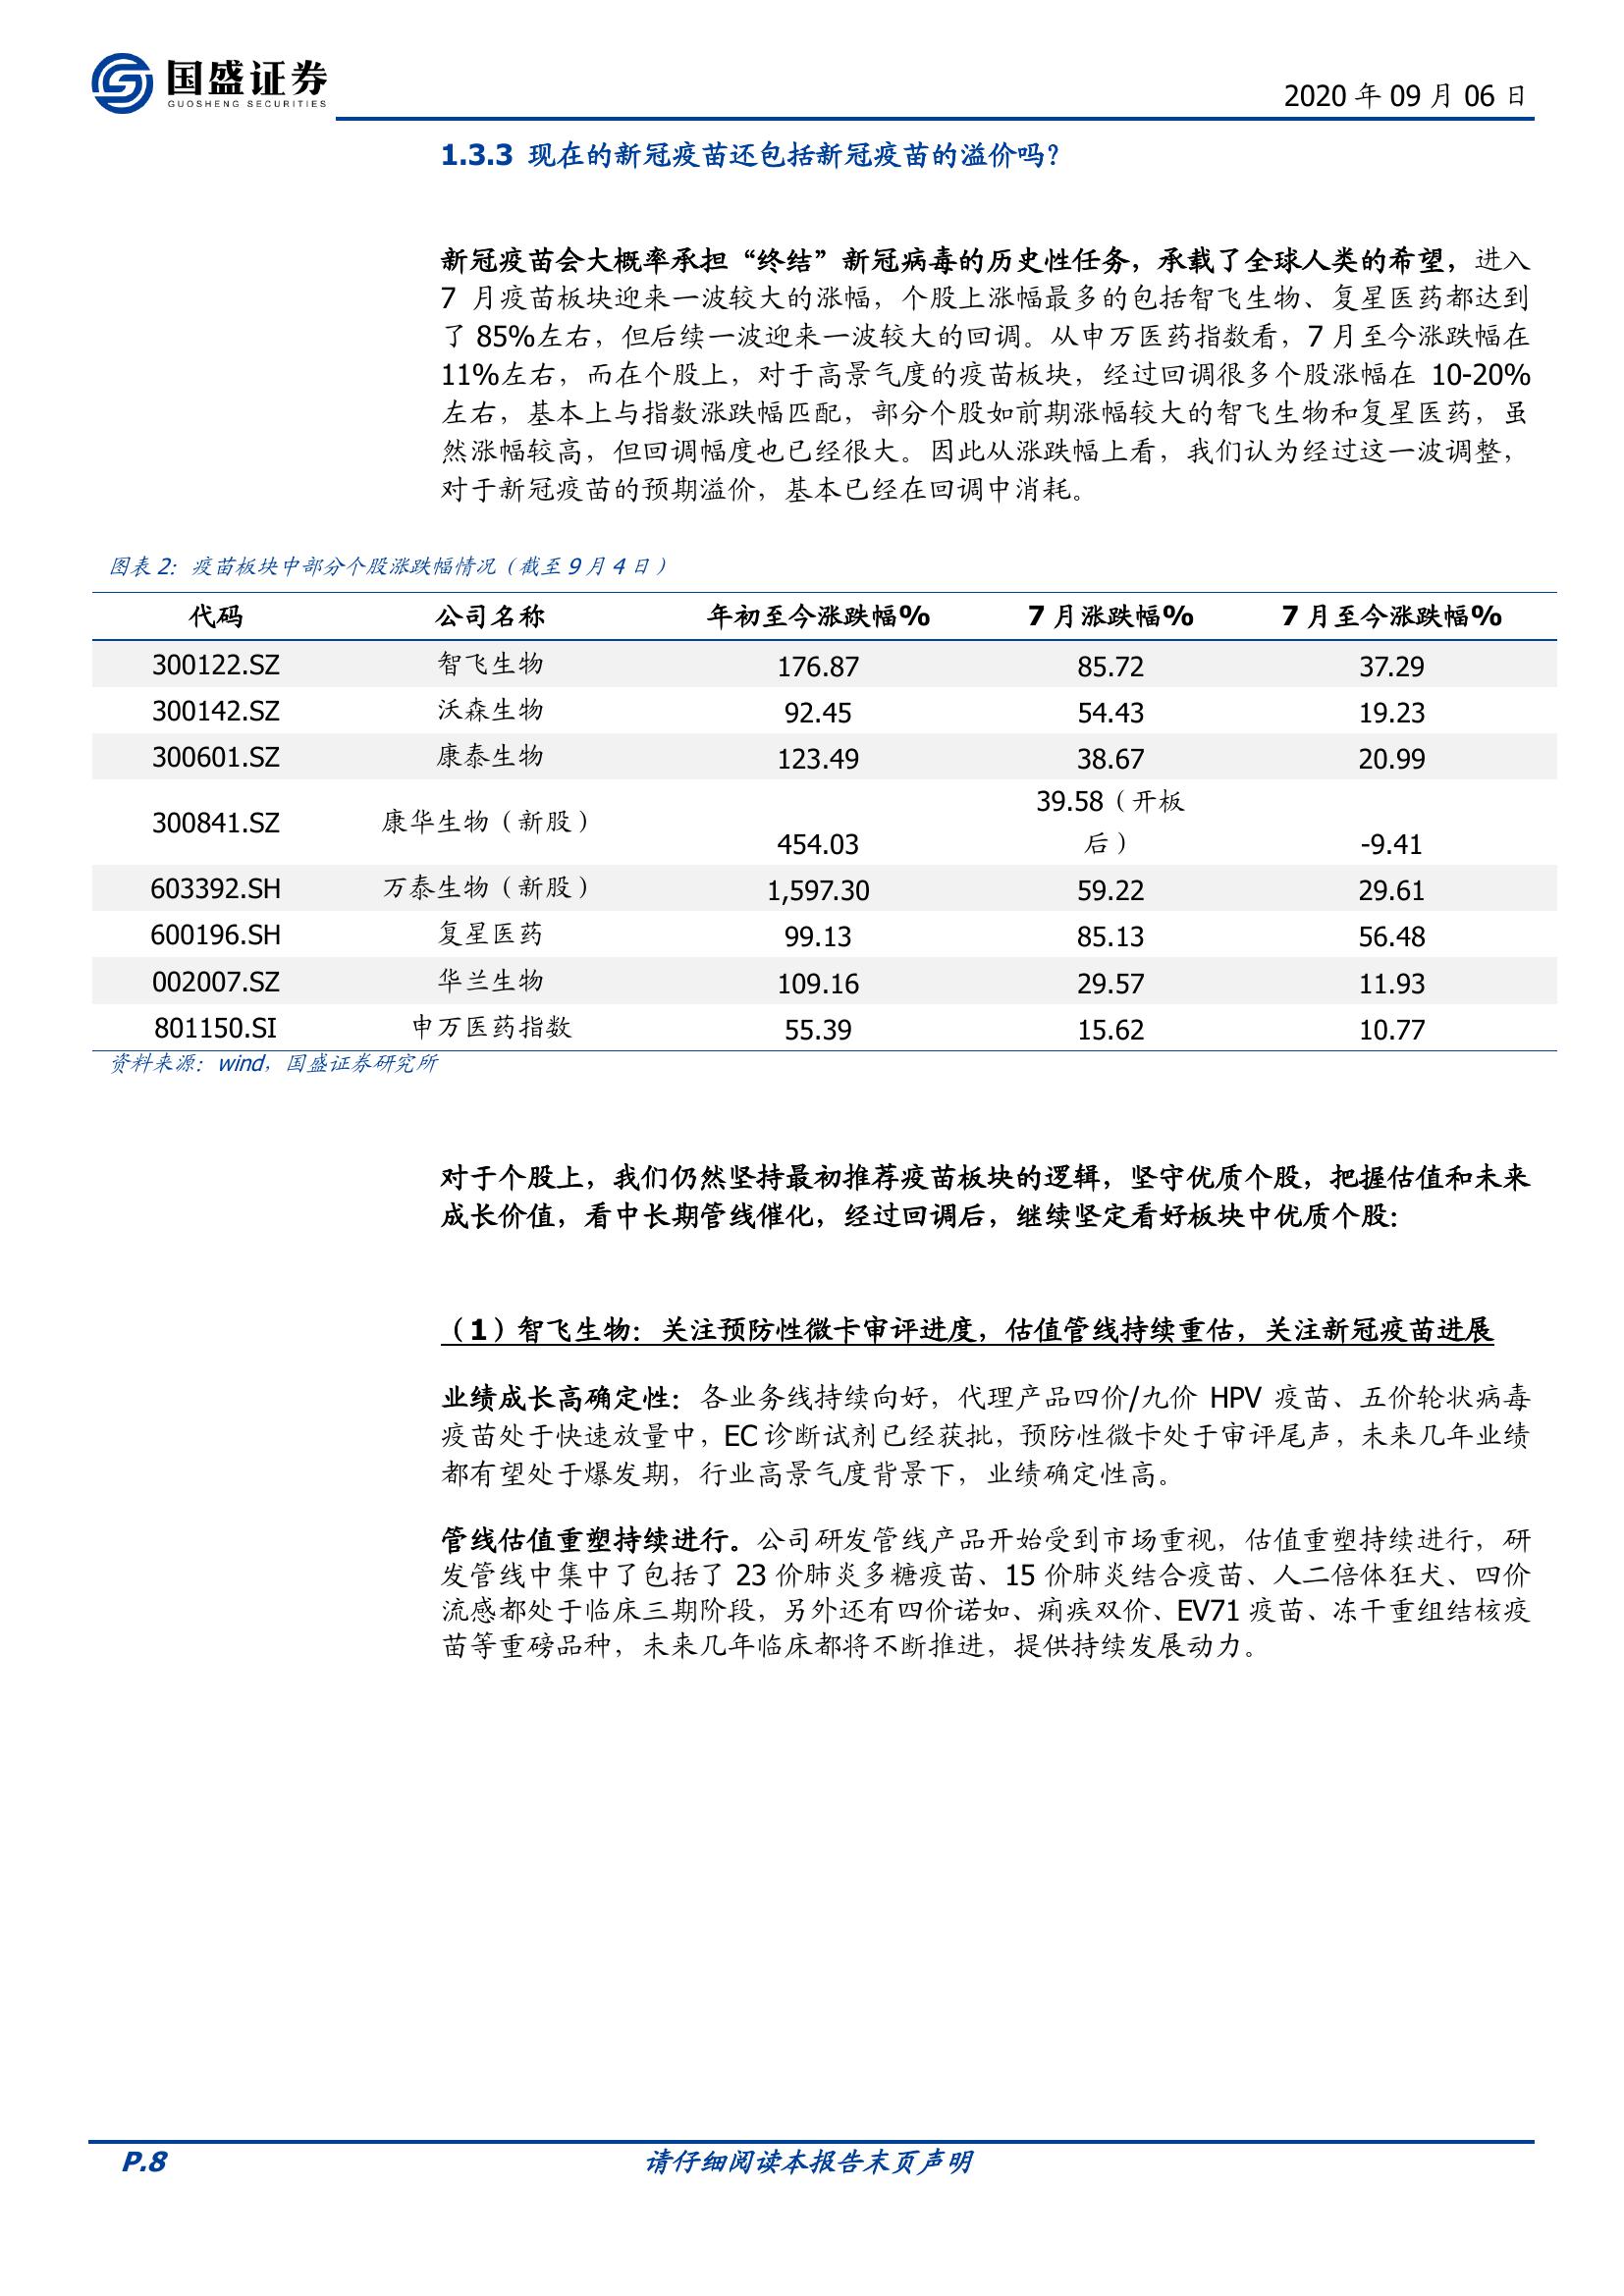 国盛证券
GUOSHENG SECURITIES
2020 年 09 月 06 日
1.3.3 现在的新冠疫苗还包括新冠疫苗的溢价吗？
新冠疫苗会大概率承担“终结”新冠病毒的历史性任务，承载了全球人类的希望，进入
7 月疫苗板块迎来一波较大的涨幅，个股上涨幅最多的包括智飞生物、复星医药都达到
了 85%左右，但后续一波迎来一波较大的回调。从申万医药指数看，7 月至今涨跌幅在
11%左右，而在个股上，对于高景气度的疫苗板块，经过回调很多个股涨幅在 10-20%
左右，基本上与指数涨跌幅匹配，部分个股如前期涨幅较大的智飞生物和复星医药，虽
然涨幅较高，但回调幅度也已经很大。因此从涨跌幅上看，我们认为经过这一波调整，
对于新冠疫苗的预期溢价，基本已经在回调中消耗。
图表 2：疫苗板块中部分个股涨跌幅情况（截至 9 月 4 日）
代码 公司名称 年初至今涨跌幅% 7 月涨跌幅% 7 月至今涨跌幅%
300122.SZ 智飞生物 176.87 85.72 37.29
300142.SZ 沃森生物 92.45 54.43 19.23
300601.SZ 康泰生物 123.49 38.67 20.99
300841.SZ 康华生物（新股） 454.03 39.58（开板
后） -9.41
603392.SH 万泰生物（新股） 1,597.30 59.22 29.61
600196.SH 复星医药 99.13 85.13 56.48
002007.SZ 华兰生物 109.16 29.57 11.93
801150.SI 申万医药指数 55.39 15.62 10.77
资料来源：wind，国盛证券研究所
对于个股上，我们仍然坚持最初推荐疫苗板块的逻辑，坚守优质个股，把握估值和未来
成长价值，看中长期管线催化，经过回调后，继续坚定看好板块中优质个股：
（1）智飞生物：关注预防性微卡审评进度，估值管线持续重估，关注新冠疫苗进展
业绩成长高确定性：各业务线持续向好，代理产品四价/九价 HPV 疫苗、五价轮状病毒
疫苗处于快速放量中，EC 诊断试剂已经获批，预防性微卡处于审评尾声，未来几年业绩
都有望处于爆发期，行业高景气度背景下，业绩确定性高。
管线估值重塑持续进行。公司研发管线产品开始受到市场重视，估值重塑持续进行，研
发管线中集中了包括了 23 价肺炎多糖疫苗、15 价肺炎结合疫苗、人二倍体狂犬、四价
流感都处于临床三期阶段，另外还有四价诺如、痢疾双价、EV71 疫苗、冻干重组结核疫
苗等重磅品种，未来几年临床都将不断推进，提供持续发展动力。
P.8 请仔细阅读本报告末页声明